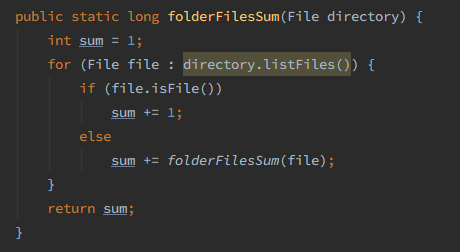 public static long folderFilesSum(File directory) {
    int sum = 1;
    for (File file : directory.listFiles()) {
        if (file.isFile())
            sum += 1;
        else
            sum += folderFilesSum(file);
    }
    return sum;
}